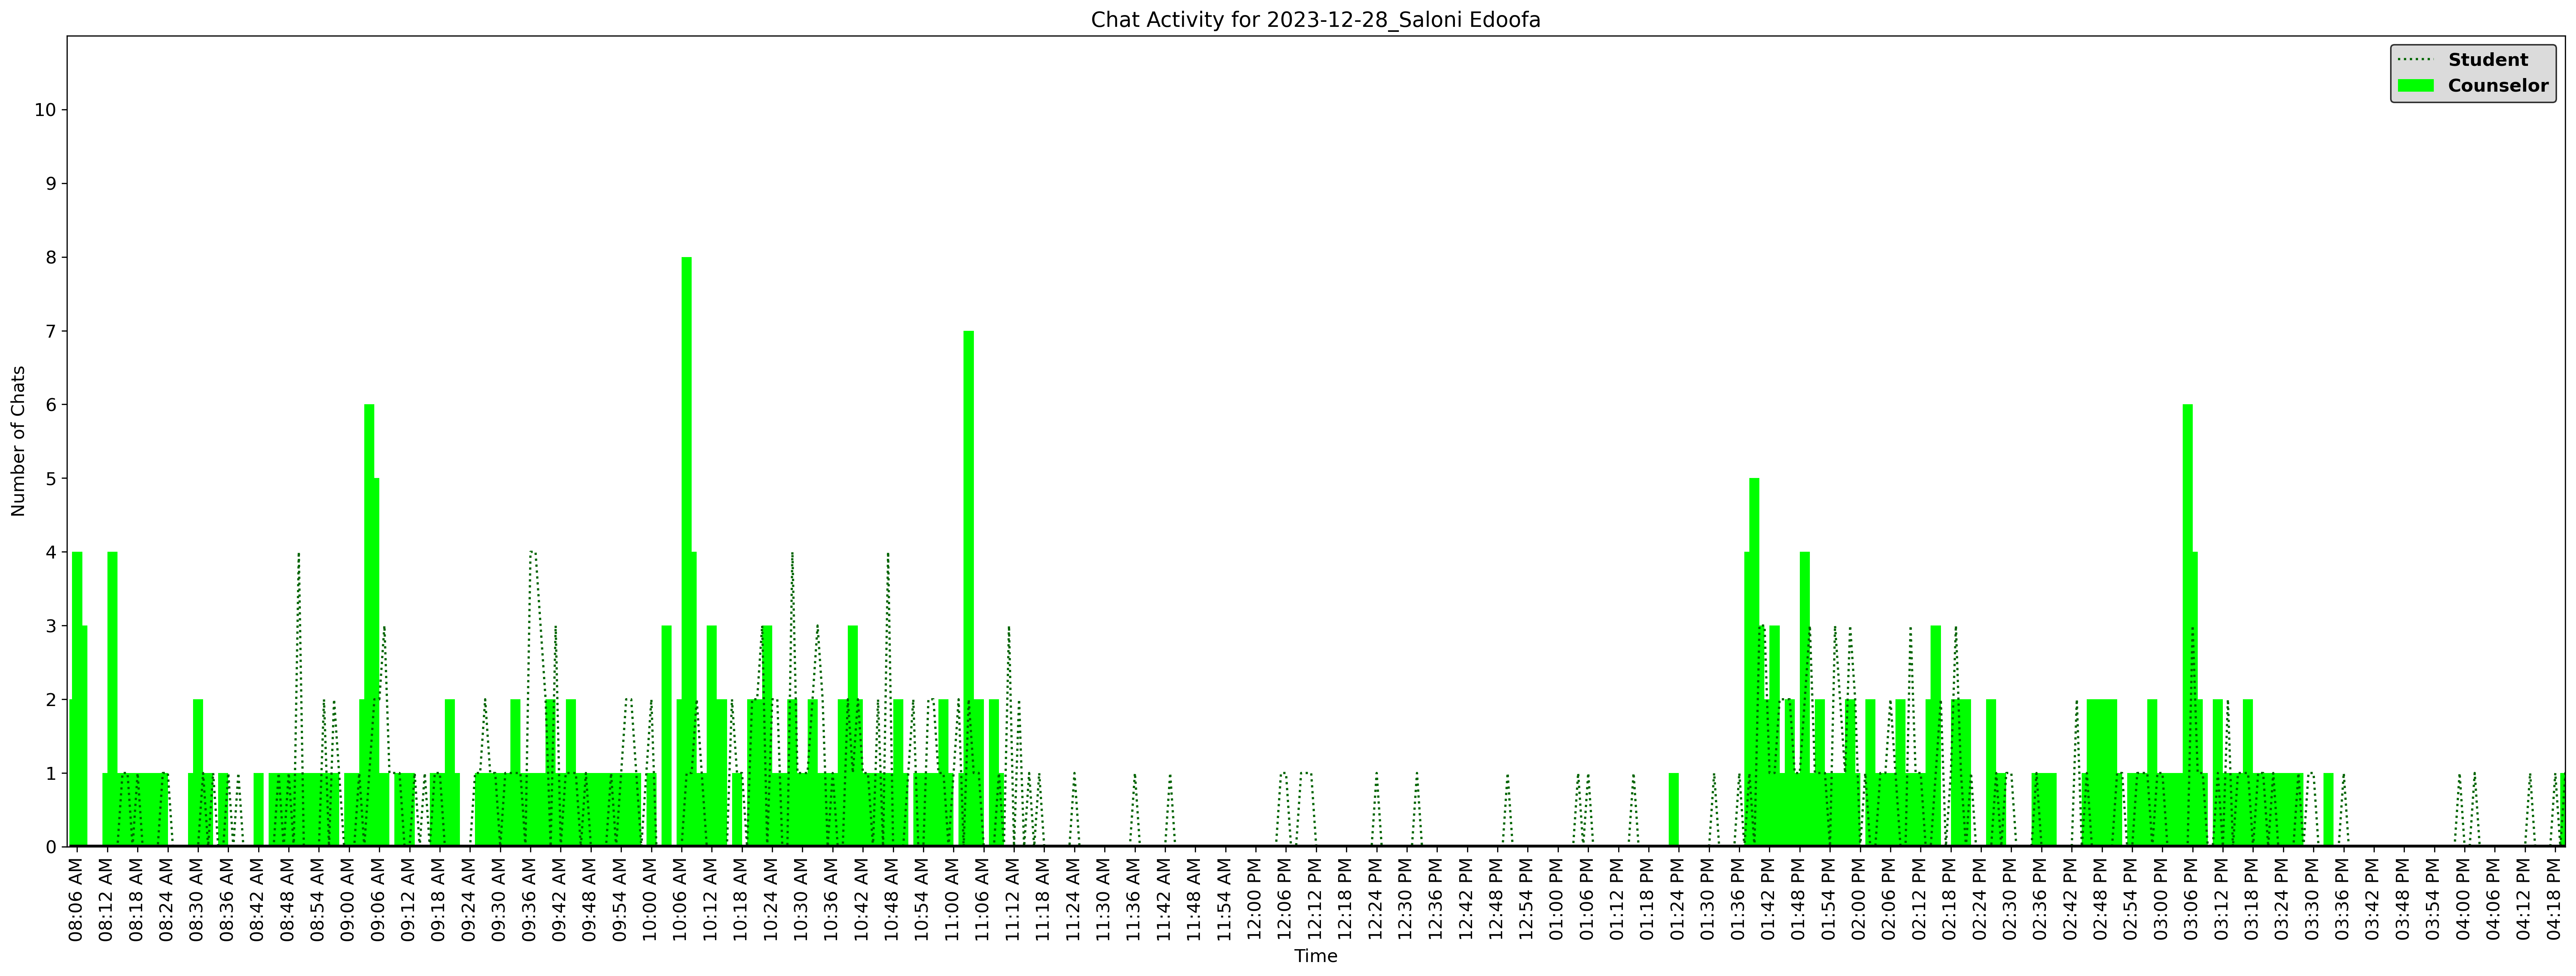 Chat Activity for 2023-12-28_Saloni Edoofa
Student
Counselor
Number of Chats
10
9
8
7
6
5
4
3
2
1
0
08:06 AM
08:12 AM
08:18 AM
08:24 AM
08:30 AM
08:36 AM
08:42 AM
08:48 AM
08:54 AM
09:00 AM
09:06 AM
09:12 AM
09:18 AM
09:24 AM
09:30 AM
09:36 AM
09:42 AM
09:48 AM
09:54 AM
10:00 AM
10:06 AM
10:12 AM
10:18 AM
10:24 AM
10:30 AM
10:36 AM
10:42 AM
10:48 AM
10:54 AM
11:00 AM
11:06 AM
11:12 AM
11:18 AM
11:24 AM
11:30 AM
11:36 AM
11:42 AM
11:48 AM
11:54 AM
12:00 PM
12:06 PM
12:12 PM
12:18 PM
12:24 PM
12:30 PM
12:36 PM
12:42 PM
12:48 PM
12:54 PM
01:00 PM
01:06 PM
01:12 PM
01:18 PM
01:24 PM
01:30 PM
01:36 PM
01:42 PM
01:48 PM
01:54 PM
02:00 PM
02:06 PM
02:12 PM
02:18 PM
02:24 PM
02:30 PM
02:36 PM
02:42 PM
02:48 PM
02:54 PM
03:00 PM
03:06 PM
03:12 PM
03:18 PM
03:24 PM
03:30 PM
03:36 PM
03:42 PM
03:48 PM
03:54 PM
04:00 PM
04:06 PM
04:12 PM
04:18 PM
Time